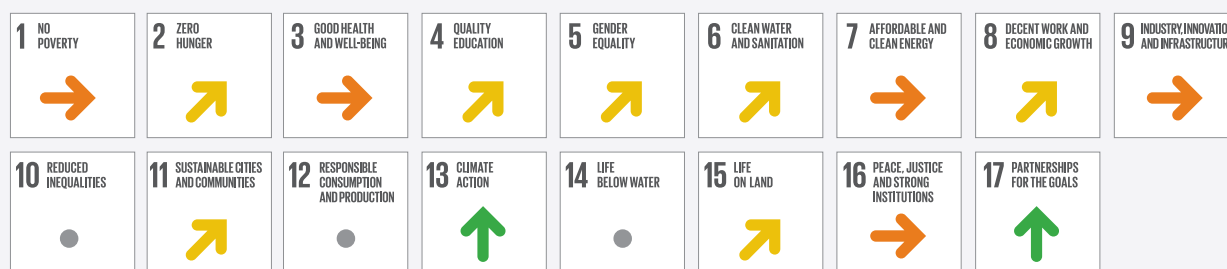 1 NO
POVERTY
2 ZERO
HUNGER
3 GOOD HEALTH
AND WELL-BEING
4 QUALITY
EDUCATION
5 GENDER
EQUALITY
6 CLEAN WATER
AND SANITATION
7 AFFORDABLE AND
CLEAN ENERGY
8 DECENT WORK AND
ECONOMIC GROWTH
9 INDUSTRY, INNOVATIO
AND INFRASTRUCTUR
10 REDUCED
INEQUALITIES
11 SUSTAINABLE CITIES
AND COMMUNITIES
12 RESPONSIBLE
CONSUMPTION
AND PRODUCTION
13 CLIMATE
ACTION
14 LIFE
BELOW WATER
15 LIFE
ON LAND
16 PEACE, JUSTICE
AND STRONG
INSTITUTIONS
17 PARTNERSHIPS
FOR THE GOALS